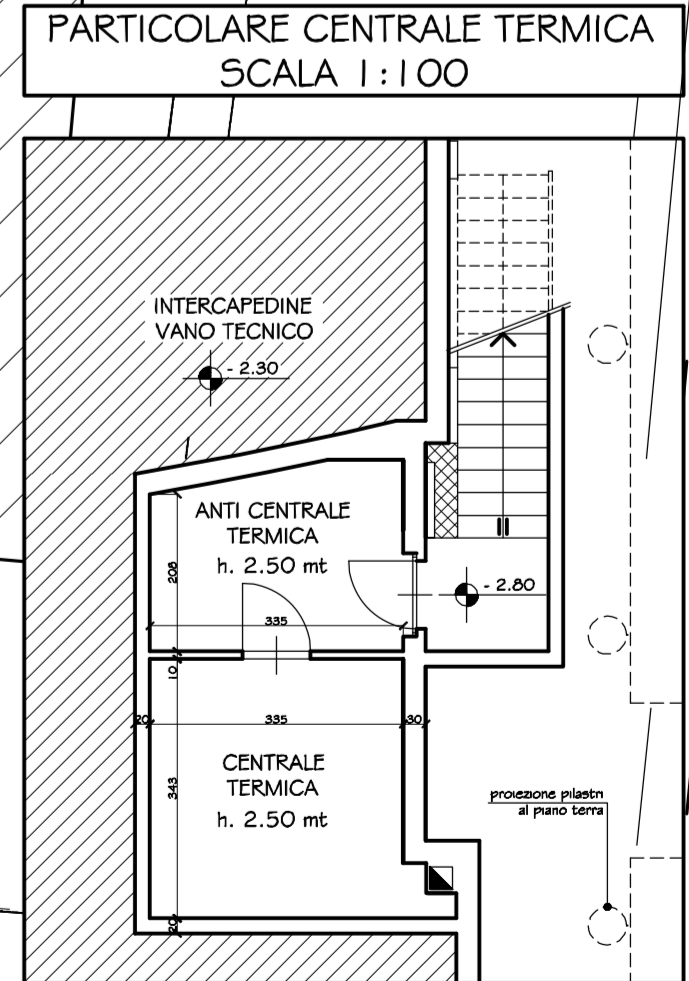 PARTICOLARE CENTRALE TERMICA
SCALA 1:100
INTERCAPEDINE
VANO TECNICO
- 2.30
ANTI CENTRALE
TERMICA
h. 2.50 mt
208
335
- 2.80
10
20
335
30
CENTRALE
TERMICA
h. 2.50 mt
343
proiezione pilastri
al piano terra
20